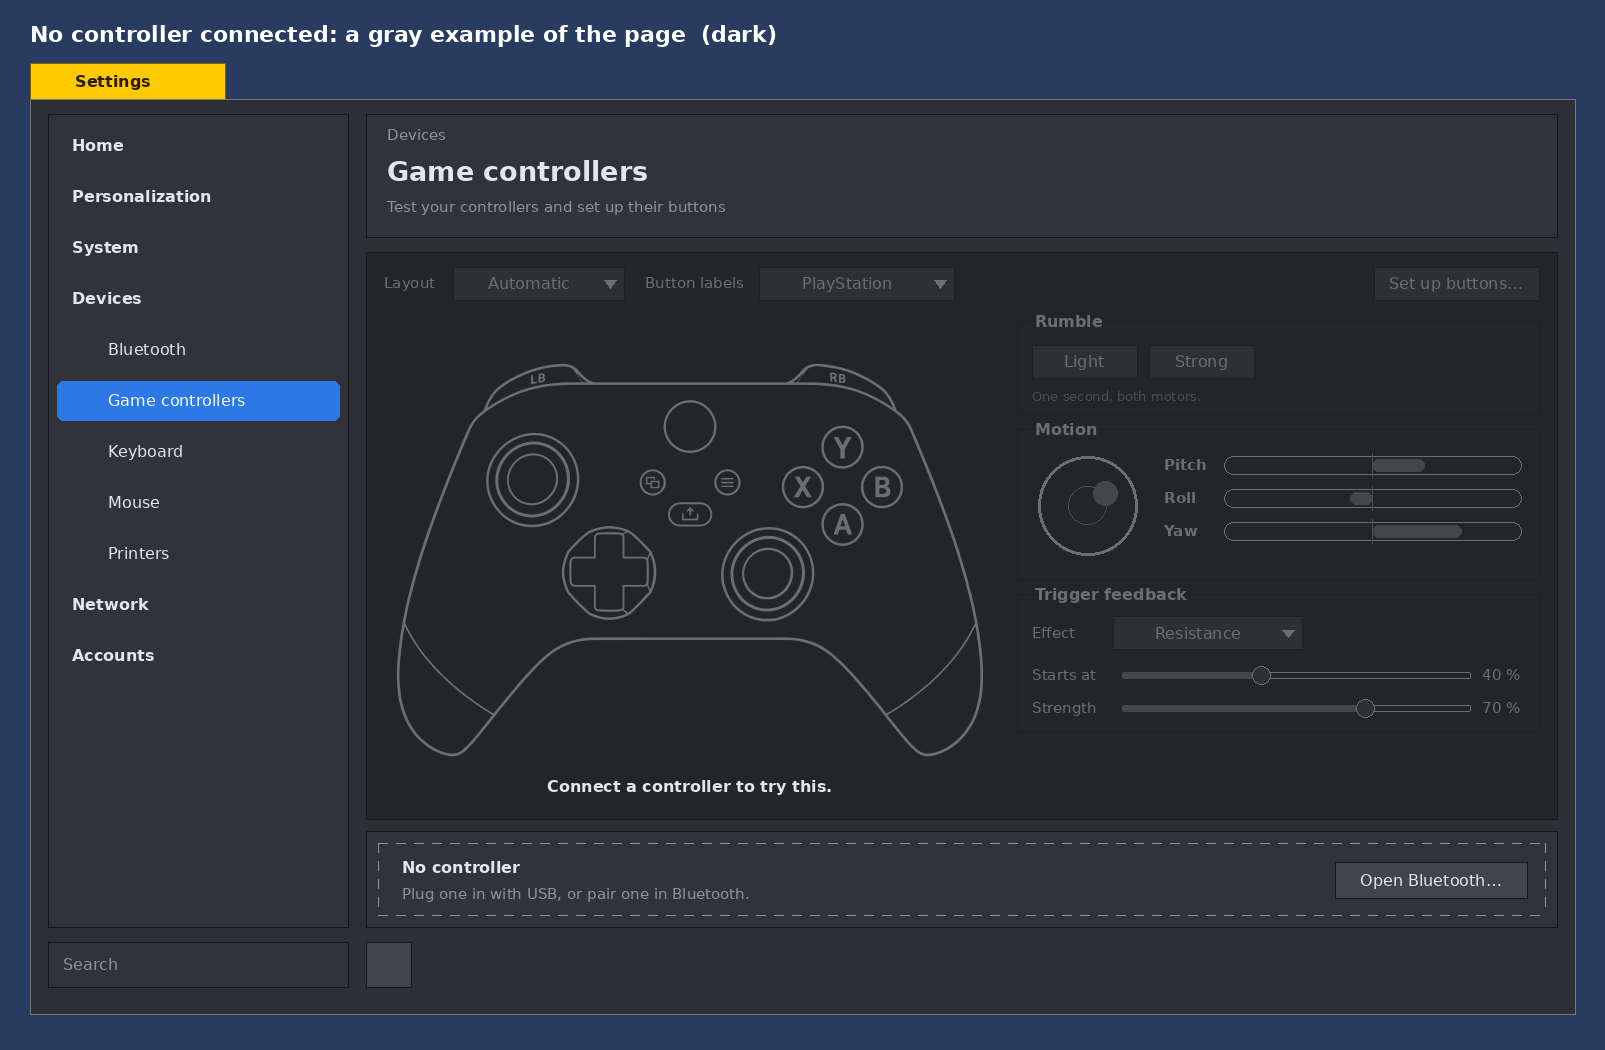 No controller connected: a gray example of the page (dark)
Settings
Home
Personalization
System
Devices
Bluetooth
Game controllers
Keyboard
Mouse
Printers
Network
Accounts
Search
Devices
Game controllers
Test your controllers and set up their buttons
Layout Automatic Button labels PlayStation Set up buttons...
LB RB
Y
X B
A
Connect a controller to try this.
Rumble
Light Strong
One second, both motors.
Motion
Pitch
Roll
Yaw
Trigger feedback
Effect Resistance
Starts at 40 %
Strength 70 %
No controller
Plug one in with USB, or pair one in Bluetooth.
Open Bluetooth...